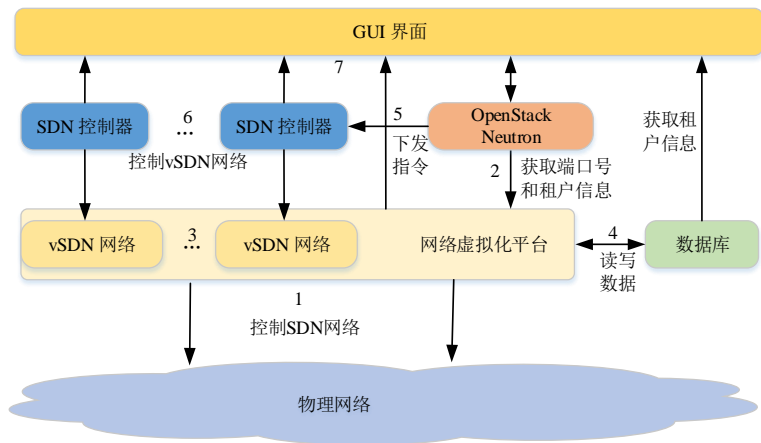 GUI 界面
7
SDN 控制器
6
...
SDN 控制器
5
下发
指令
OpenStack
Neutron
获取租
户信息
控制vSDN网络
2
获取端口号
和租户信息
vSDN 网络
3
...
vSDN 网络
网络虚拟化平台
4
读写
数据
数据库
1
控制SDN网络
物理网络